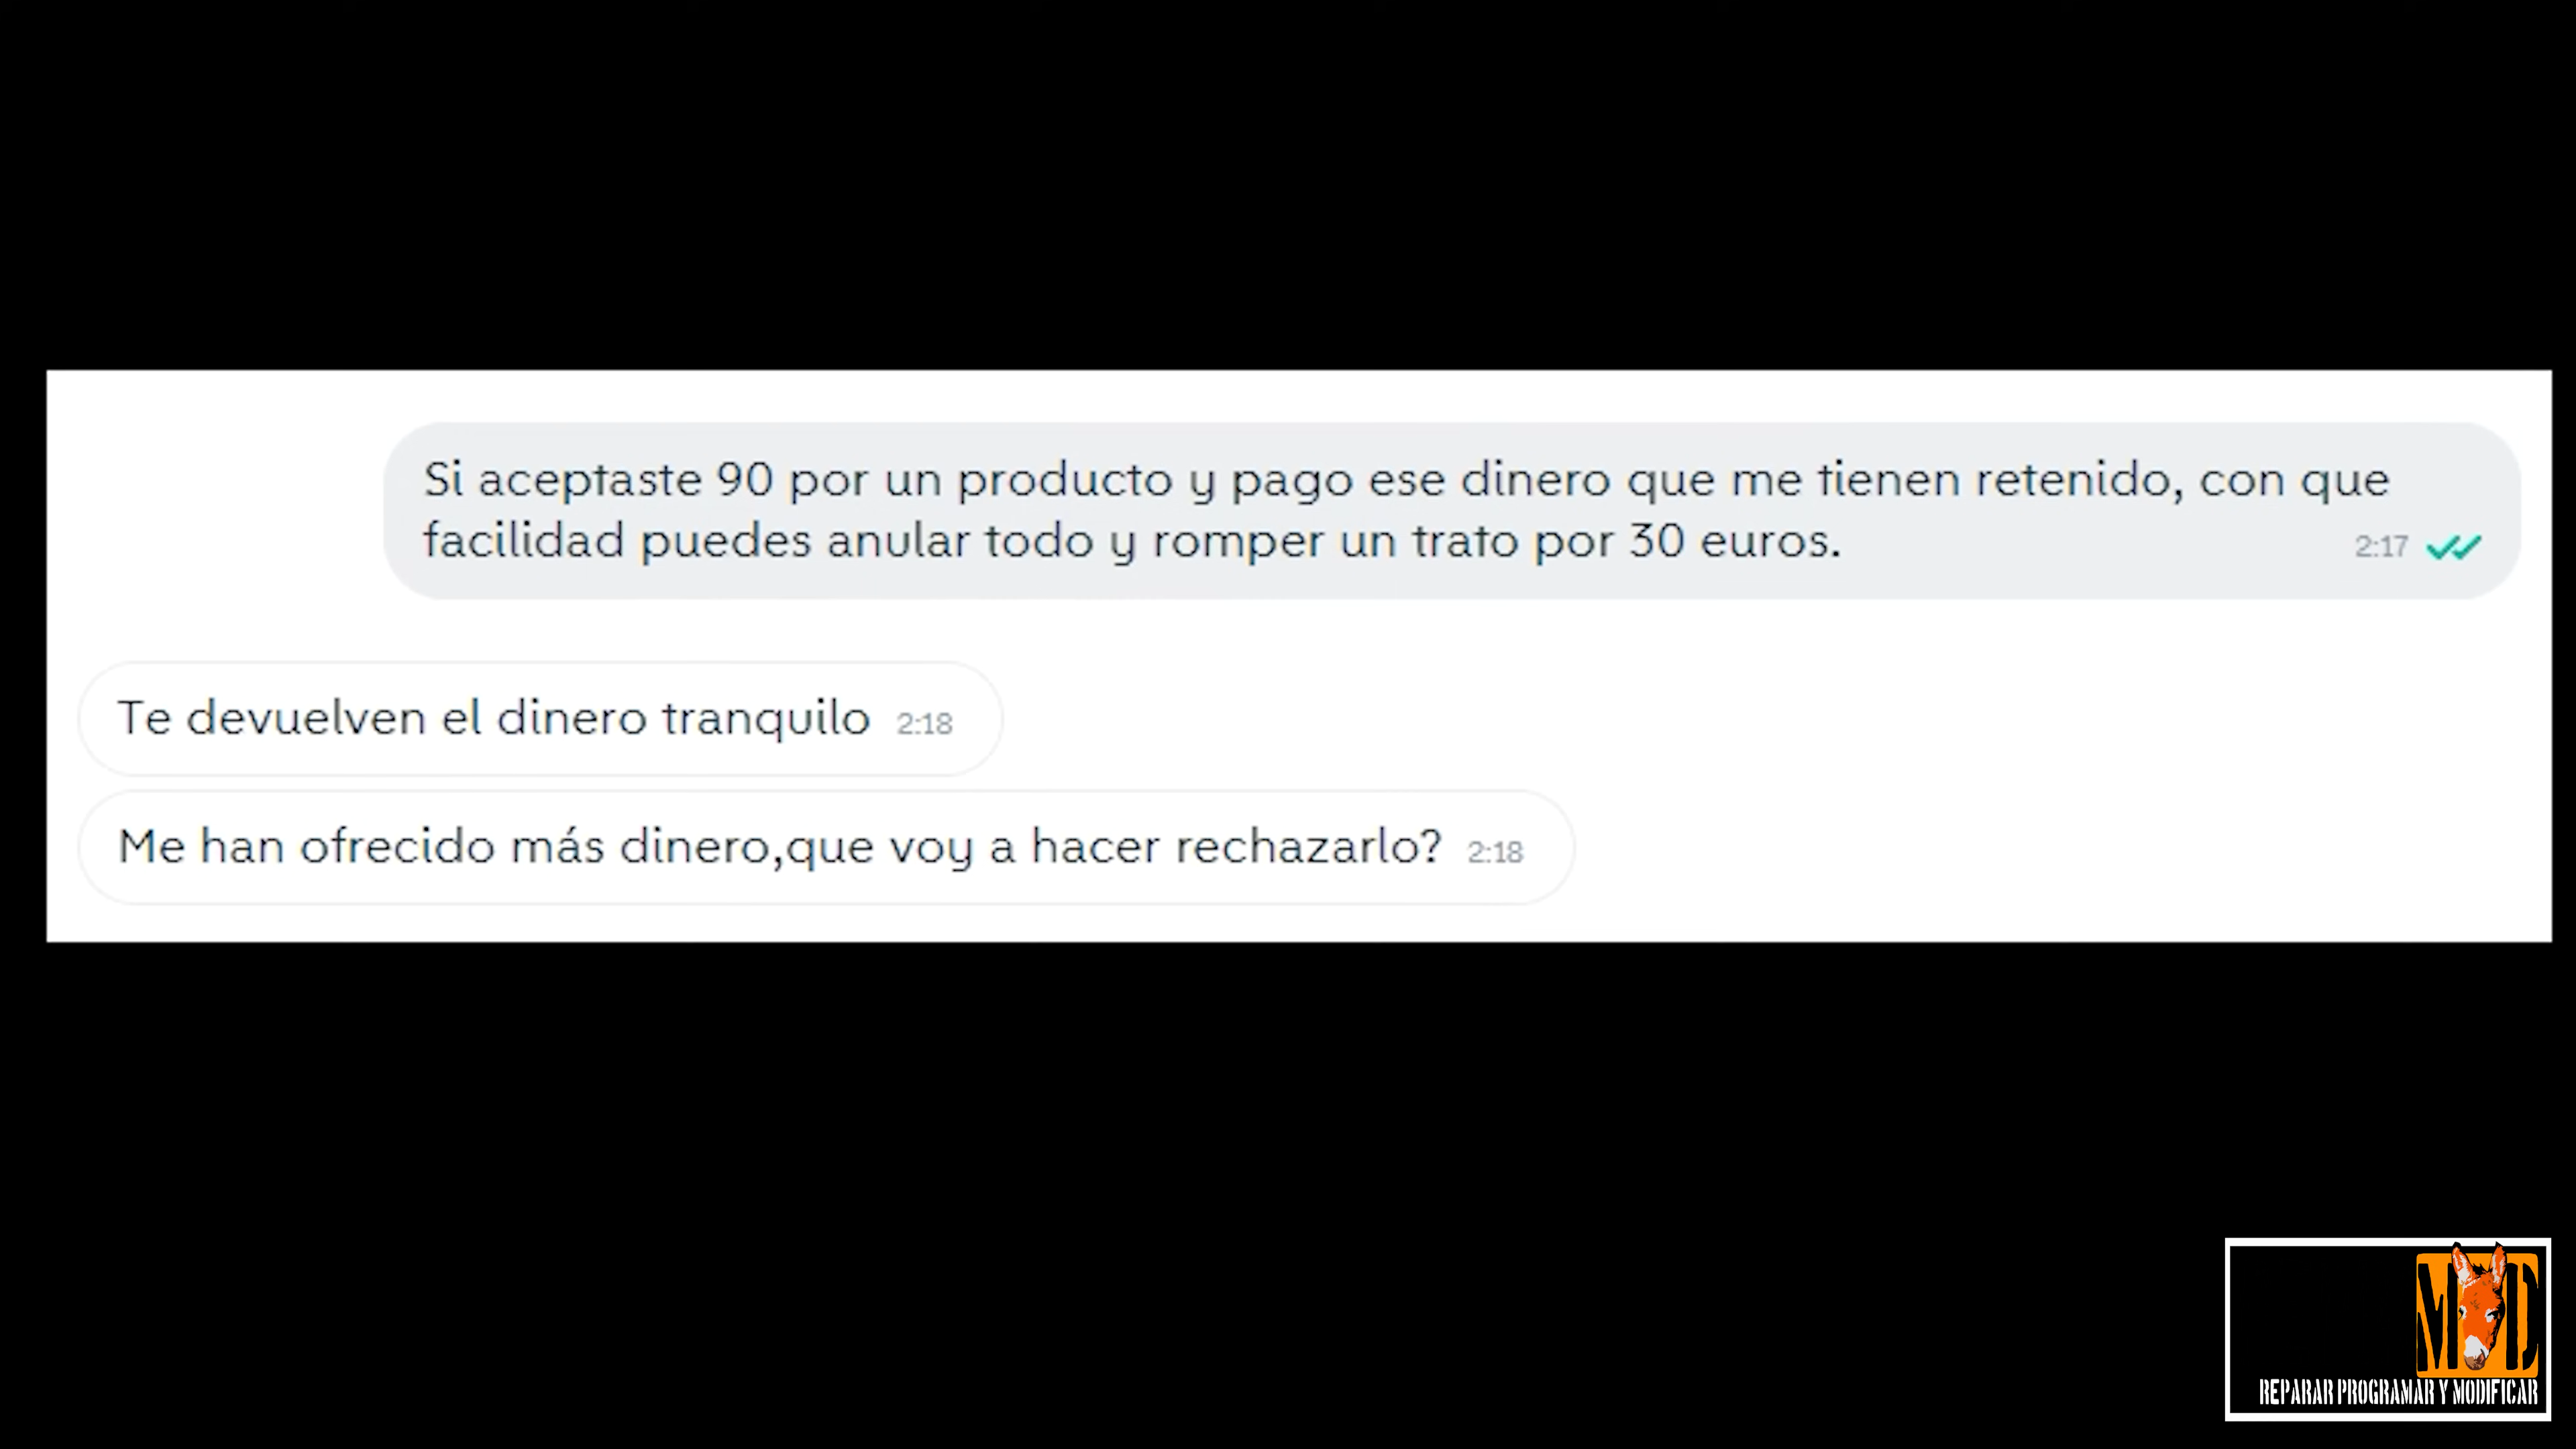 Si aceptaste 90 por un producto y pago ese dinero que me tienen retenido, con que
facilidad puedes anular todo y romper un trato por 30 euros.
2:17
Te devuelven el dinero tranquilo 2:18
Me han ofrecido más dinero,que voy a hacer rechazarlo? 2:18
MOD
REPARAR PROGRAMAR Y MODIFICAR